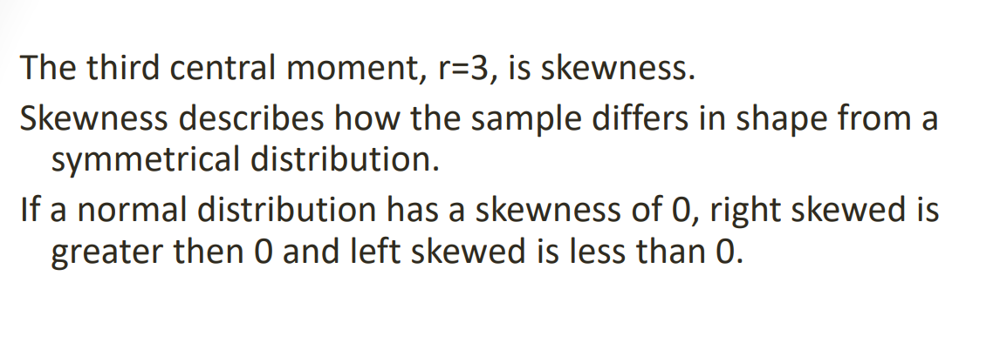 The third central moment, r=3, is skewness.
Skewness describes how the sample differs in shape from a
symmetrical distribution.
If a normal distribution has a skewness of 0, right skewed is
greater then 0 and left skewed is less than 0.